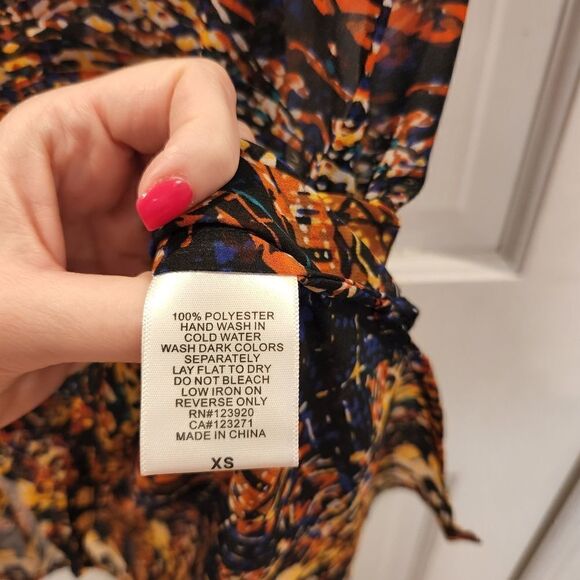 100% POLYESTER
HAND WASH IN
COLD WATER
WASH DARK COLORS
SEPARATELY
LAY FLAT TO DRY
DO NOT BLEACH
LOW IRON ON
REVERSE ONLY
RN#123920
CA#123271
MADE IN CHINA
XS